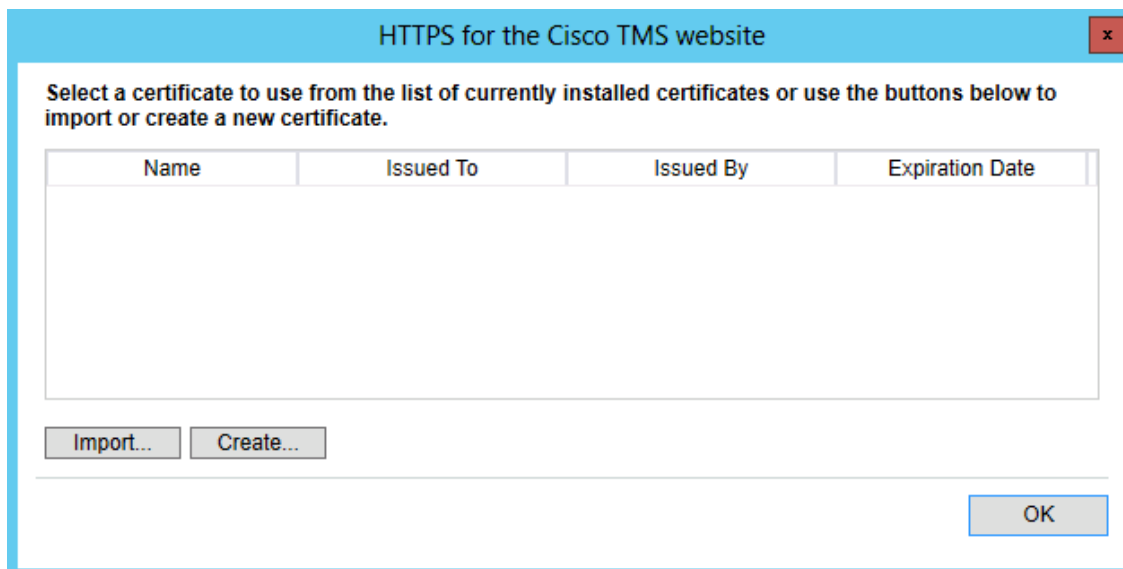 HTTPS for the Cisco TMS website
x
Select a certificate to use from the list of currently installed certificates or use the buttons below to
import or create a new certificate.
Name Issued To Issued By Expiration Date
Import... Create...
OK